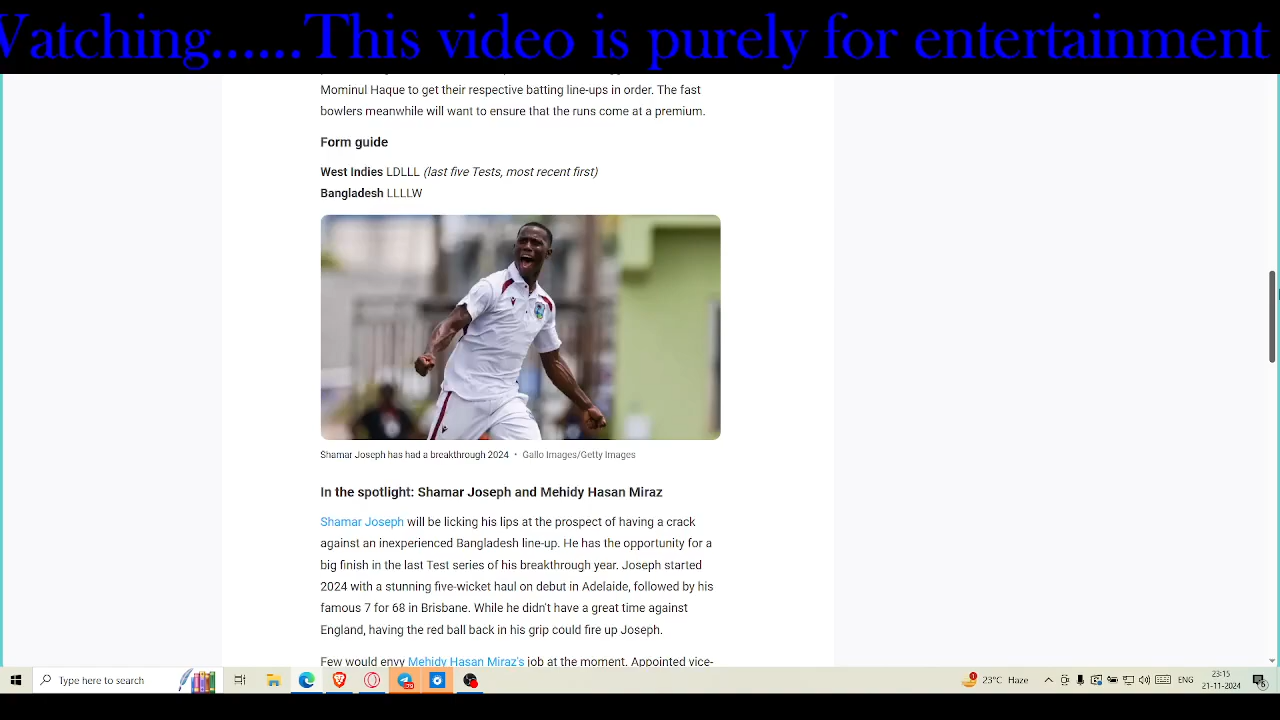 Watching......This video is purely for entertainment
Mominul Haque to get their respective batting line-ups in order. The fast
bowlers meanwhile will want to ensure that the runs come at a premium.
Form guide
West Indies LDLLL (last five Tests, most recent first)
Bangladesh LLLLW
Shamar Joseph has had a breakthrough 2024 • Gallo Images/Getty Images
In the spotlight: Shamar Joseph and Mehidy Hasan Miraz
Shamar Joseph will be licking his lips at the prospect of having a crack
against an inexperienced Bangladesh line-up. He has the opportunity for a
big finish in the last Test series of his breakthrough year. Joseph started
2024 with a stunning five-wicket haul on debut in Adelaide, followed by his
famous 7 for 68 in Brisbane. While he didn't have a great time against
England, having the red ball back in his grip could fire up Joseph.
Few would envy Mehidy Hasan Miraz's job at the moment. Appointed vice-
Type here to search
23°C Haze
ENG
23:15
21-11-2024